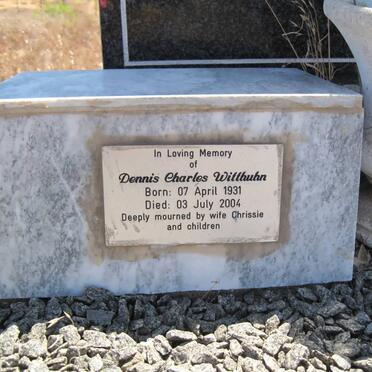 In Loving Memory
of
Dennis Charles Witthuhn
Born: 07 April 1931
Died: 03 July 2004
Deeply mourned by wife Chrissie
and children